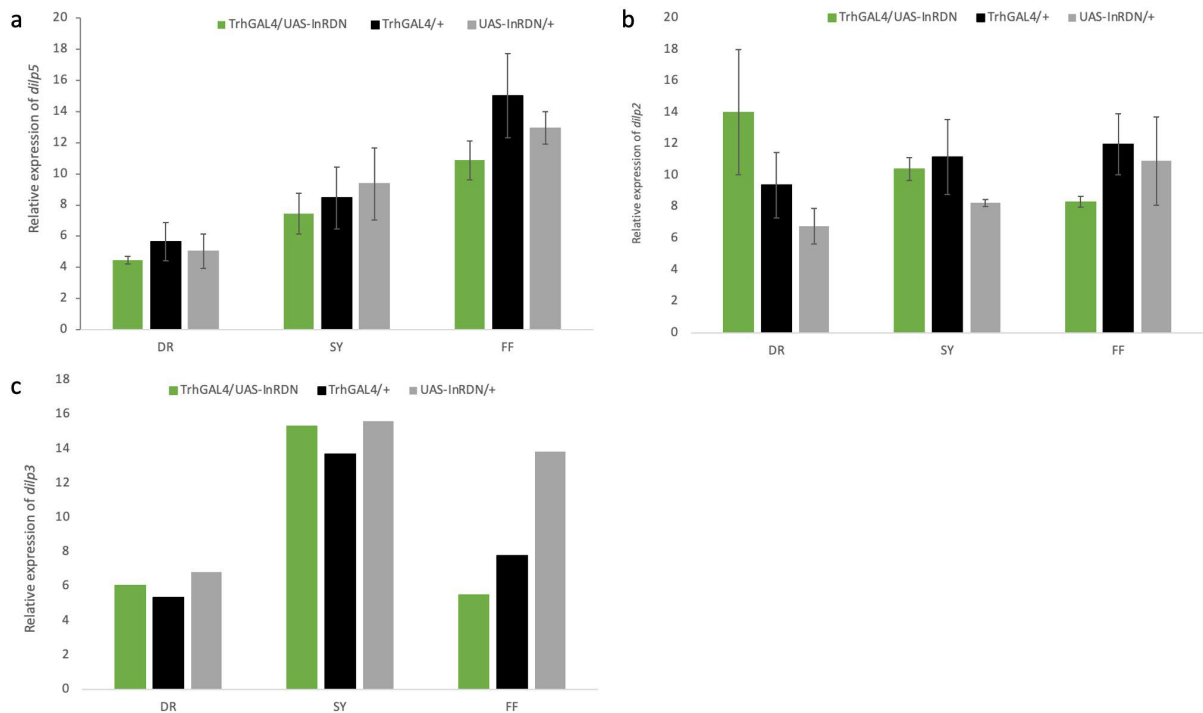 a
TrhGAL4/UAS-InRDN TrhGAL4/+ UAS-InRDN/+
Relative expression of dilp5
20
18
16
14
12
10
8
6
4
2
0
DR SY FF
b
TrhGAL4/UAS-InRDN TrhGAL4/+ UAS-InRDN/+
Relative expression of dilp2
20
18
16
14
12
10
8
6
4
2
0
DR SY FF
c
TrhGAL4/UAS-InRDN TrhGAL4/+ UAS-InRDN/+
Relative expression of dilp3
18
16
14
12
10
8
6
4
2
0
DR SY FF